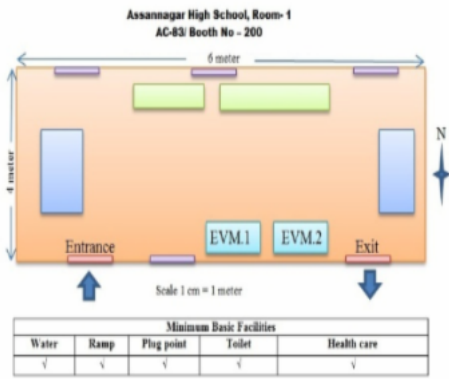 Assannagar High School, Room- 1
AC-83/ Booth No – 200
6 meter
4 meter
N
EVM.1 EVM.2
Entrance Exit
Scale 1 cm = 1 meter
Minimum Basic Facilities
Water Ramp Plug point Toilet Health care
√ √ √ √ √